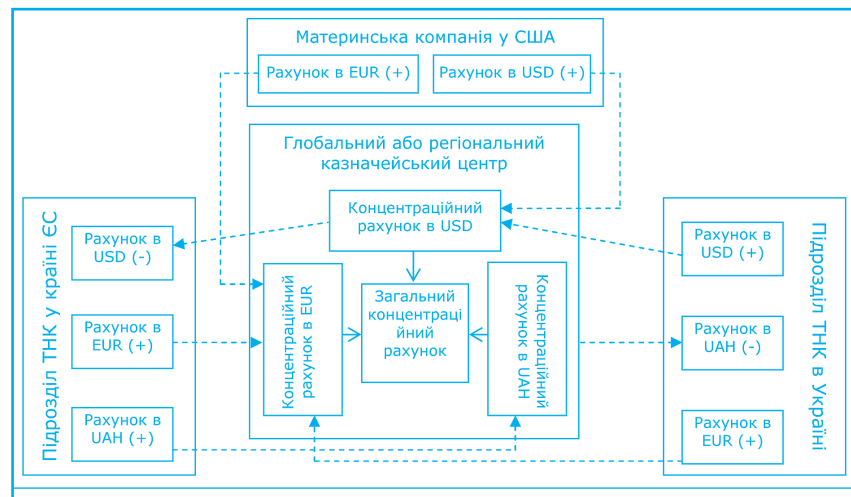 Материнська компанія у США
Рахунок в EUR (+)
Рахунок в USD (+)
Глобальний або регіональний
казначейський центр
Концентраційний
рахунок в USD
Концентраційний
рахунок в EUR
Загальний
концентраці
йний
рахунок
Концентраційний
рахунок в UAH
Підрозділ ТНК у країні ЄС
Рахунок в
USD (-)
Рахунок в
EUR (+)
Рахунок в
UAH (+)
Підрозділ ТНК в Україні
Рахунок в
USD (+)
Рахунок в
UAH (-)
Рахунок в
EUR (+)